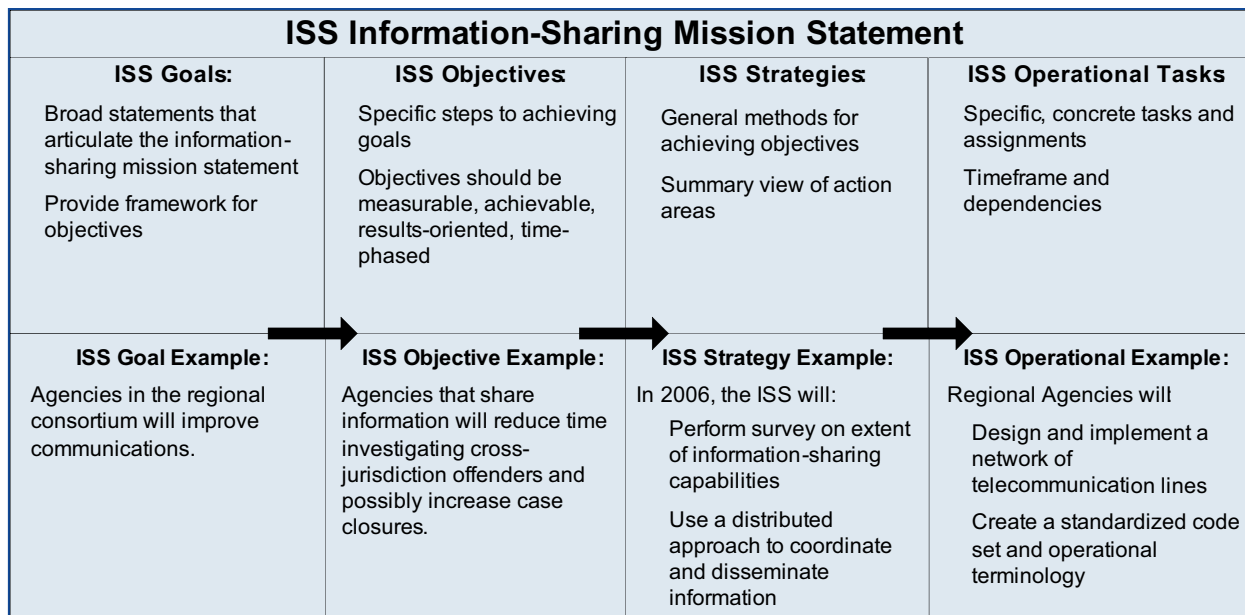 ISS Information-Sharing Mission Statement
ISS Goals:
Broad statements that
articulate the information-
sharing mission statement
Provide framework for
objectives
ISS Objectives:
Specific steps to achieving
goals
Objectives should be
measurable, achievable,
results-oriented, time-
phased
ISS Strategies:
General methods for
achieving objectives
Summary view of action
areas
ISS Operational Tasks
Specific, concrete tasks and
assignments
Timeframe and
dependencies
ISS Goal Example:
Agencies in the regional
consortium will improve
communications.
ISS Objective Example:
Agencies that share
information will reduce time
investigating cross-
jurisdiction offenders and
possibly increase case
closures.
ISS Strategy Example:
In 2006, the ISS will:
Perform survey on extent
of information-sharing
capabilities
Use a distributed
approach to coordinate
and disseminate
information
ISS Operational Example:
Regional Agencies will:
Design and implement a
network of
telecommunication lines
Create a standardized code
set and operational
terminology